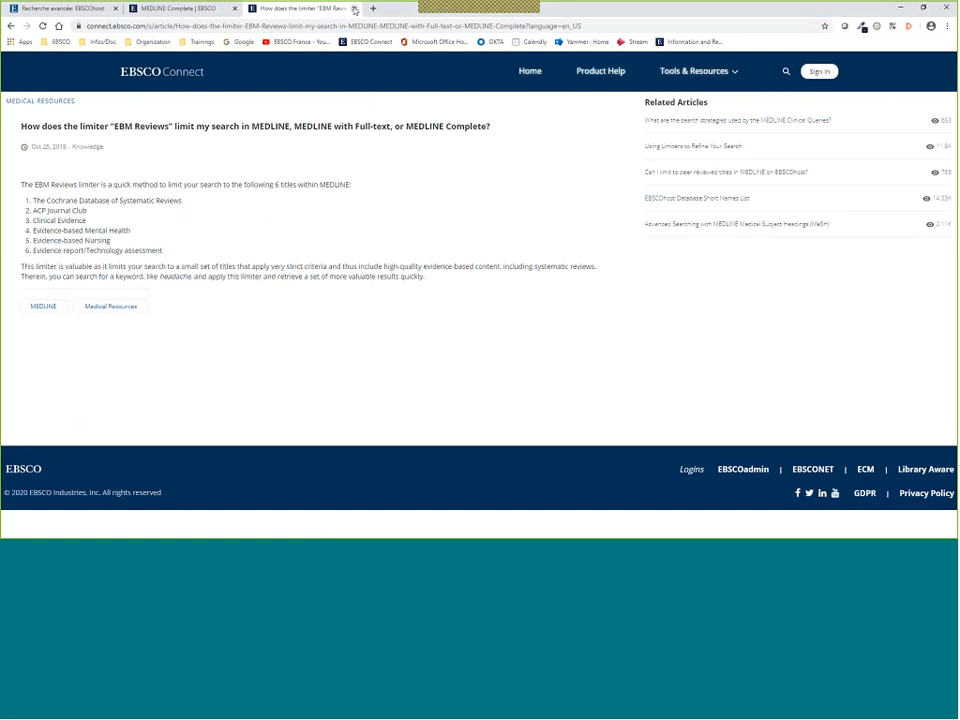 Recherche avancée: EBSCOhost
MEDLINE Complete | EBSCO
How does the limiter "EBM Revie
connect.ebsco.com/s/article/How-does-the-limiter-EBM-Reviews-limit-my-search-in-MEDLINE-MEDLINE-with-Full-text-or-MEDLINE-Complete?language=en_US
Apps EBSCO Infos/Doc Organization Trainings Google EBSCO France - You... EBSCO Connect Microsoft Office Ho... OKTA Calendly Yammer : Home Stream Information and Re...
EBSCO Connect
Home Product Help Tools & Resources Sign In
MEDICAL RESOURCES
How does the limiter "EBM Reviews" limit my search in MEDLINE, MEDLINE with Full-text, or MEDLINE Complete?
Oct 26, 2018 - Knowledge
The EBM Reviews limiter is a quick method to limit your search to the following 6 titles within MEDLINE:
1. The Cochrane Database of Systematic Reviews
2. ACP Journal Club
3. Clinical Evidence
4. Evidence-based Mental Health
5. Evidence-based Nursing
6. Evidence report/Technology assessment
This limiter is valuable as it limits your search to a small set of titles that apply very strict criteria and thus include high-quality evidence-based content, including systematic reviews.
Therein, you can search for a keyword, like headache, and apply this limiter and retrieve a set of more valuable results quickly.
MEDLINE Medical Resources
Related Articles
What are the search strategies used by the MEDLINE Clinical Queries? 653
Using Limiters to Refine Your Search 11.8K
Can I limit to peer reviewed titles in MEDLINE on EBSCOhost?
EBSCOhost Database Short Names List 14.33K
Advanced Searching with MEDLINE Medical Subject Headings (MeSH) 2.11K
EBSCO
Logins EBSCOadmin | EBSCONET | ECM | Library Aware
© 2020 EBSCO Industries, Inc. All rights reserved
GDPR | Privacy Policy